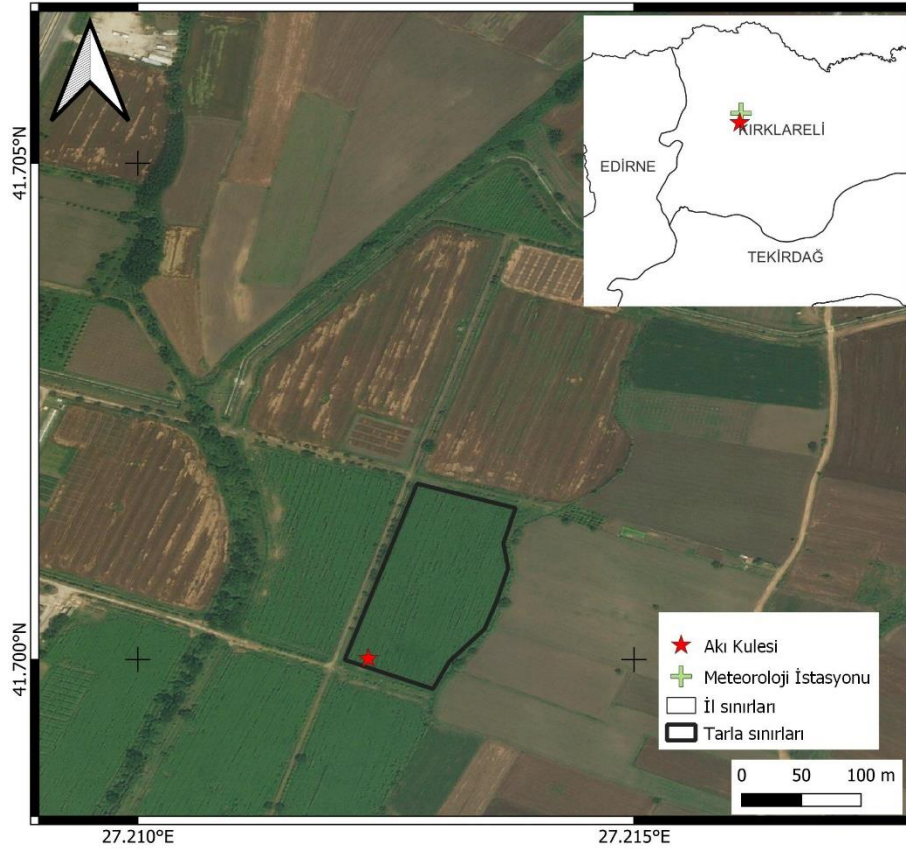 KIRKLARELİ
EDİRNE
TEKİRDAĞ
41.705°N
41.700°N
Akı Kulesi
Meteoroloji İstasyonu
İl sınırları
Tarla sınırları
0 50 100 m
27.210°E 27.215°E